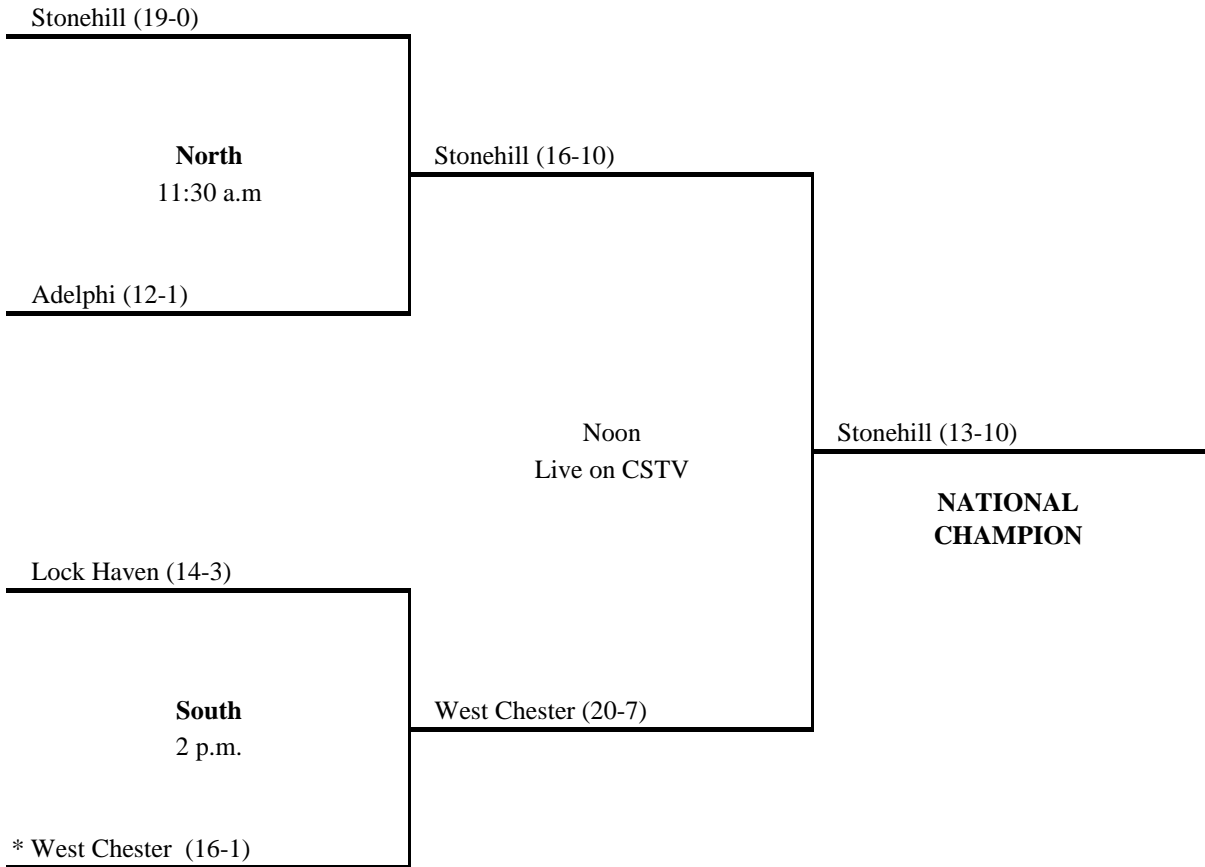 Stonehill (19-0)
North
11:30 a.m
Stonehill (16-10)
Adelphi (12-1)
Noon
Live on CSTV
Stonehill (13-10)
NATIONAL
CHAMPION
Lock Haven (14-3)
South
2 p.m.
West Chester (20-7)
* West Chester (16-1)